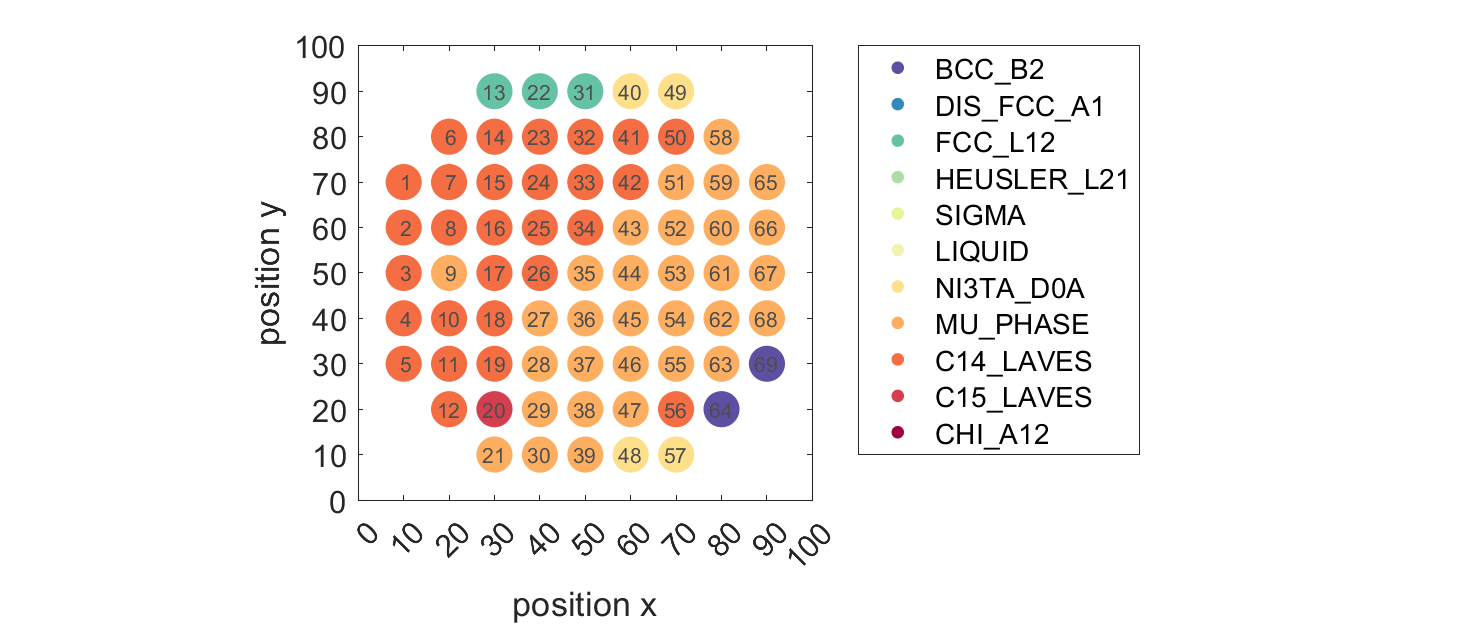 100
90
80
70
60
50
40
30
20
10
0
position y
13 22 31 40 49
6 14 23 32 41 50 58
1 7 15 24 33 42 51 59 65
2 8 16 25 34 43 52 60 66
3 9 17 26 35 44 53 61 67
4 10 18 27 36 45 54 62 68
5 11 19 28 37 46 55 63 69
12 20 29 38 47 56 64
21 30 39 48 57
0 10 20 30 40 50 60 70 80 90 100
position x
BCC_B2
DIS_FCC_A1
FCC_L12
HEUSLER_L21
SIGMA
LIQUID
NI3TA_D0A
MU_PHASE
C14_LAVES
C15_LAVES
CHI_A12